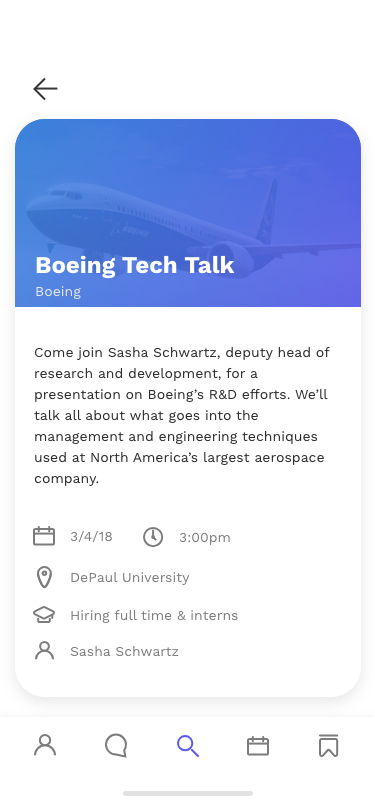 Boeing Tech Talk
Boeing
Come join Sasha Schwartz, deputy head of
research and development, for a
presentation on Boeing’s R&D efforts. We’ll
talk all about what goes into the
management and engineering techniques
used at North America’s largest aerospace
company.
3/4/18 3:00pm
DePaul University
Hiring full time & interns
Sasha Schwartz